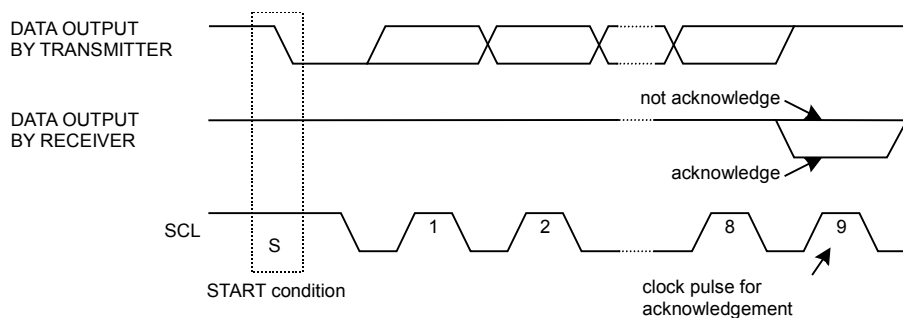 DATA OUTPUT
BY TRANSMITTER
not acknowledge
DATA OUTPUT
BY RECEIVER
acknowledge
SCL
1
2
8
9
S
START condition
clock pulse for
acknowledgement